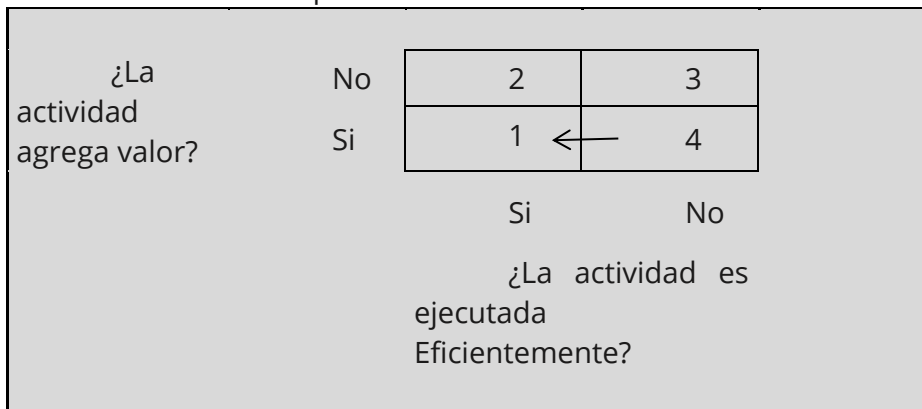 ¿La
actividad
agrega valor?
No 2 3
Si 1 4
Si No
¿La actividad es
ejecutada
Eficientemente?